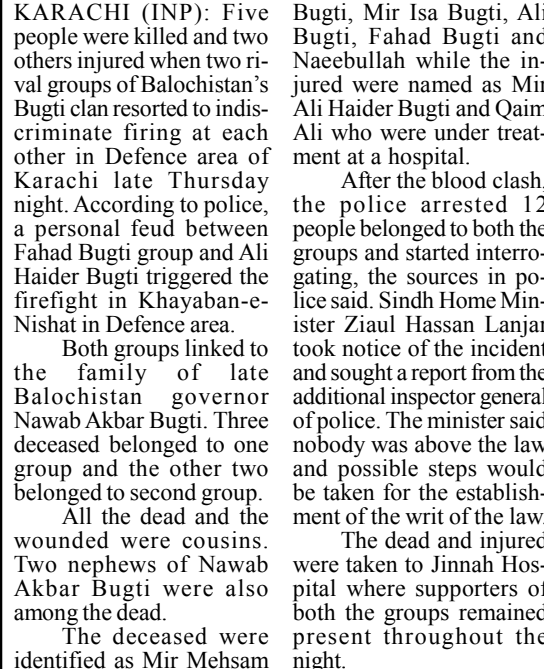 KARACHI (INP): Five
people were killed and two
others injured when two ri-
val groups of Balochistan's
Bugti clan resorted to indis-
criminate firing at each
other in Defence area of
Karachi late Thursday
night. According to police,
a personal feud between
Fahad Bugti group and Ali
Haider Bugti triggered the
firefight in Khayaban-e-
Nishat in Defence area.
Both groups linked to
the family of late
Balochistan governor
Nawab Akbar Bugti. Three
deceased belonged to one
group and the other two
belonged to second group.
All the dead and the
wounded were cousins.
Two nephews of Nawab
Akbar Bugti were also
among the dead.
The deceased were
identified as Mir Mehsam
Bugti, Mir Isa Bugti, Ali
Bugti, Fahad Bugti and
Naeebullah while the in-
jured were named as Mir
Ali Haider Bugti and Qaim
Ali who were under treat-
ment at a hospital.
After the blood clash,
the police arrested 12
people belonged to both the
groups and started interro-
gating, the sources in po-
lice said. Sindh Home Min-
ister Ziaul Hassan Lanjar
took notice of the incident
and sought a report from the
additional inspector general
of police. The minister said
nobody was above the law
and possible steps would
be taken for the establish-
ment of the writ of the law.
The dead and injured
were taken to Jinnah Hos-
pital where supporters of
both the groups remained
present throughout the
night.